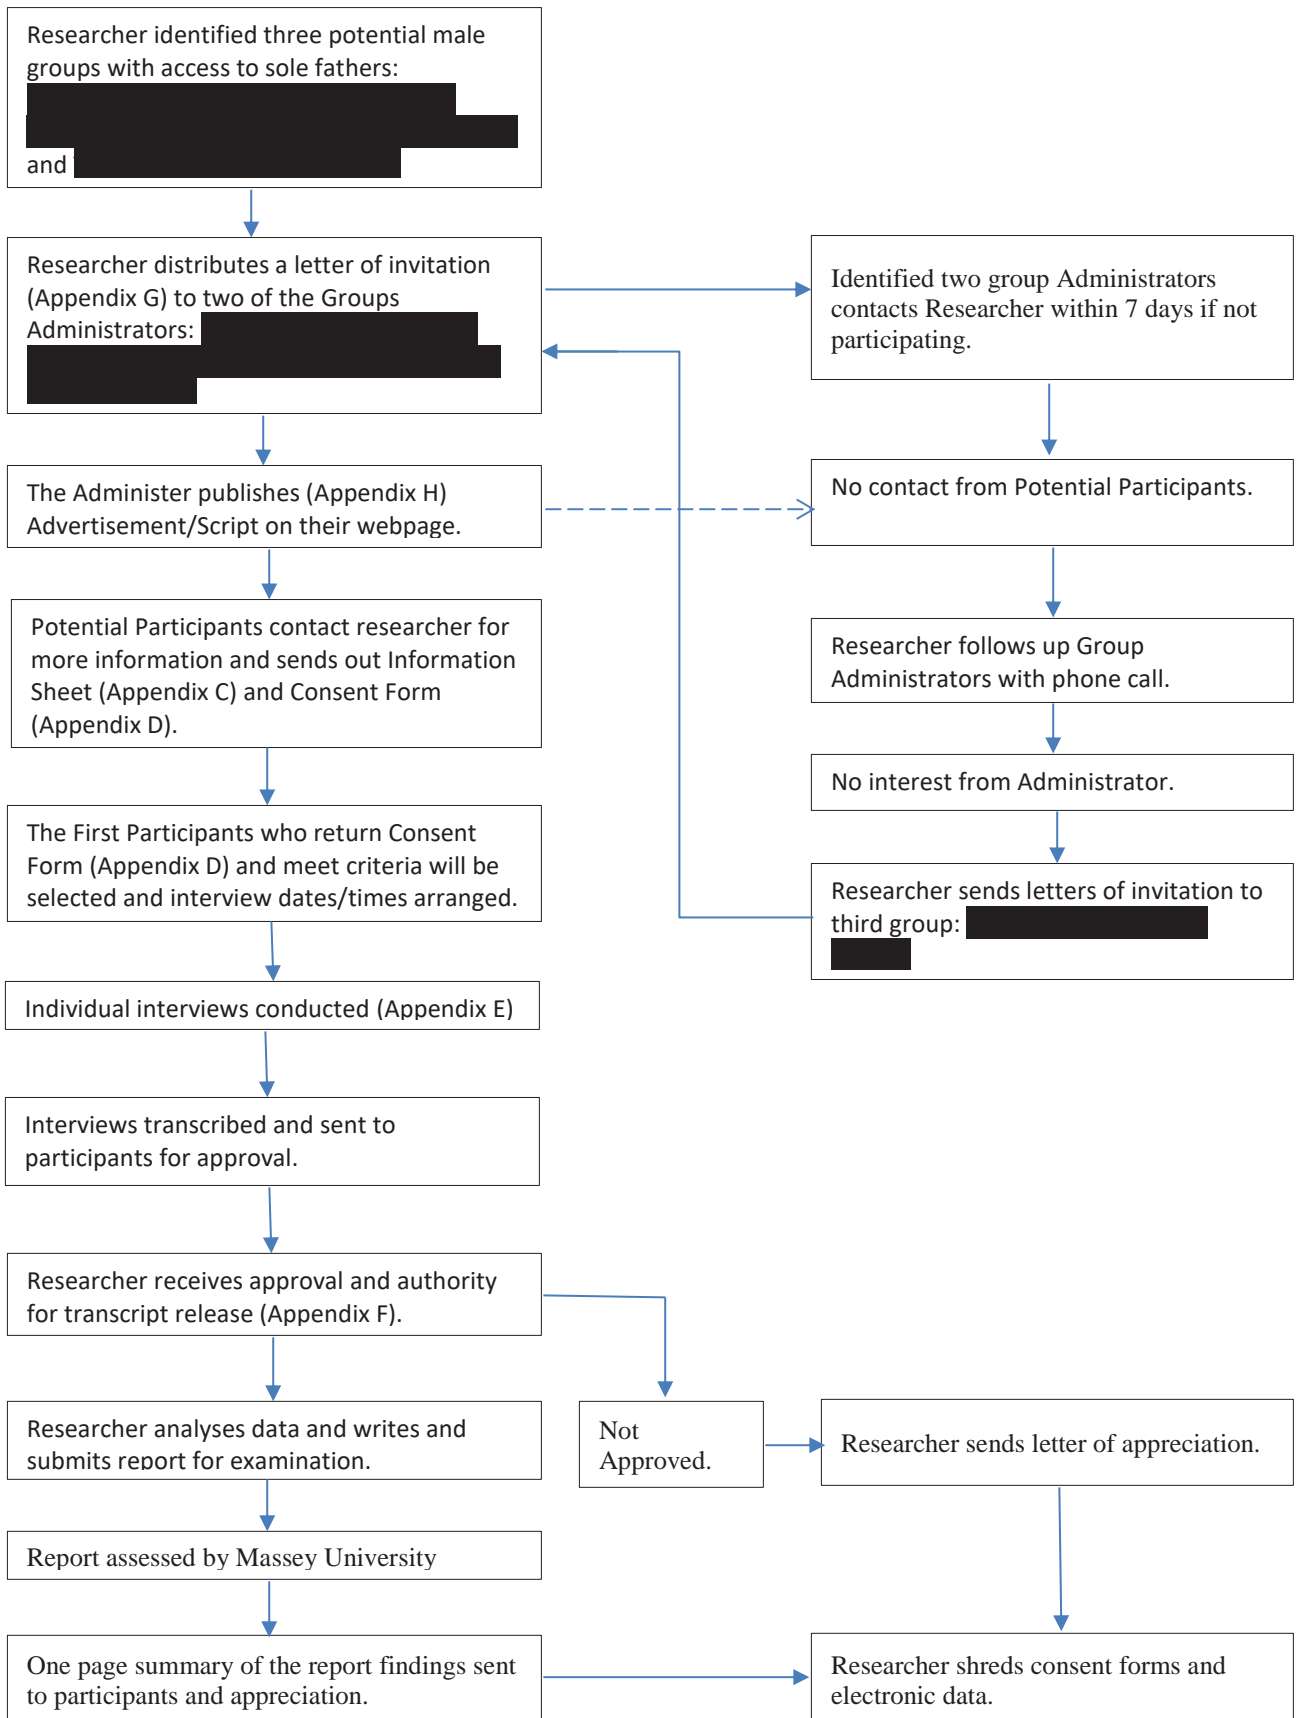 Researcher identified three potential male
groups with access to sole fathers:
and
Researcher distributes a letter of invitation
(Appendix G) to two of the Groups
Administrators:
Identified two group Administrators
contacts Researcher within 7 days if not
participating.
The Administer publishes (Appendix H)
Advertisement/Script on their webpage.
No contact from Potential Participants.
Potential Participants contact researcher for
more information and sends out Information
Sheet (Appendix C) and Consent Form
(Appendix D).
Researcher follows up Group
Administrators with phone call.
No interest from Administrator.
The First Participants who return Consent
Form (Appendix D) and meet criteria will be
selected and interview dates/times arranged.
Researcher sends letters of invitation to
third group:
Individual interviews conducted (Appendix E)
Interviews transcribed and sent to
participants for approval.
Researcher receives approval and authority
for transcript release (Appendix F).
Researcher analyses data and writes and
submits report for examination.
Not
Approved.
Researcher sends letter of appreciation.
Report assessed by Massey University
One page summary of the report findings sent
to participants and appreciation.
Researcher shreds consent forms and
electronic data.